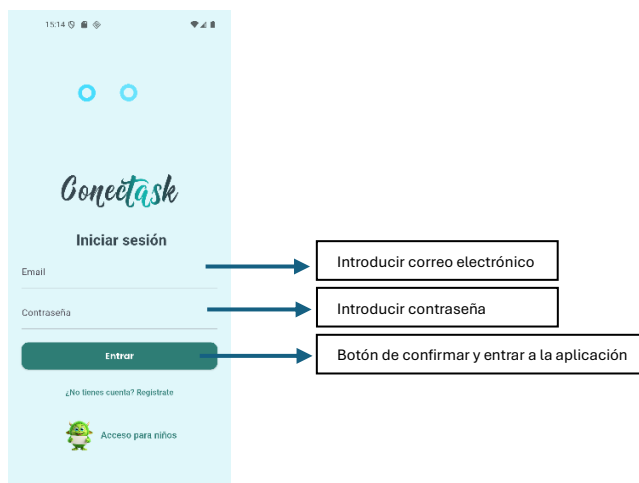 15:14
Conectask
Iniciar sesión
Email
Introducir correo electrónico
Contraseña
Introducir contraseña
Entrar
Botón de confirmar y entrar a la aplicación
¿No tienes cuenta? Regístrate
Acceso para niños